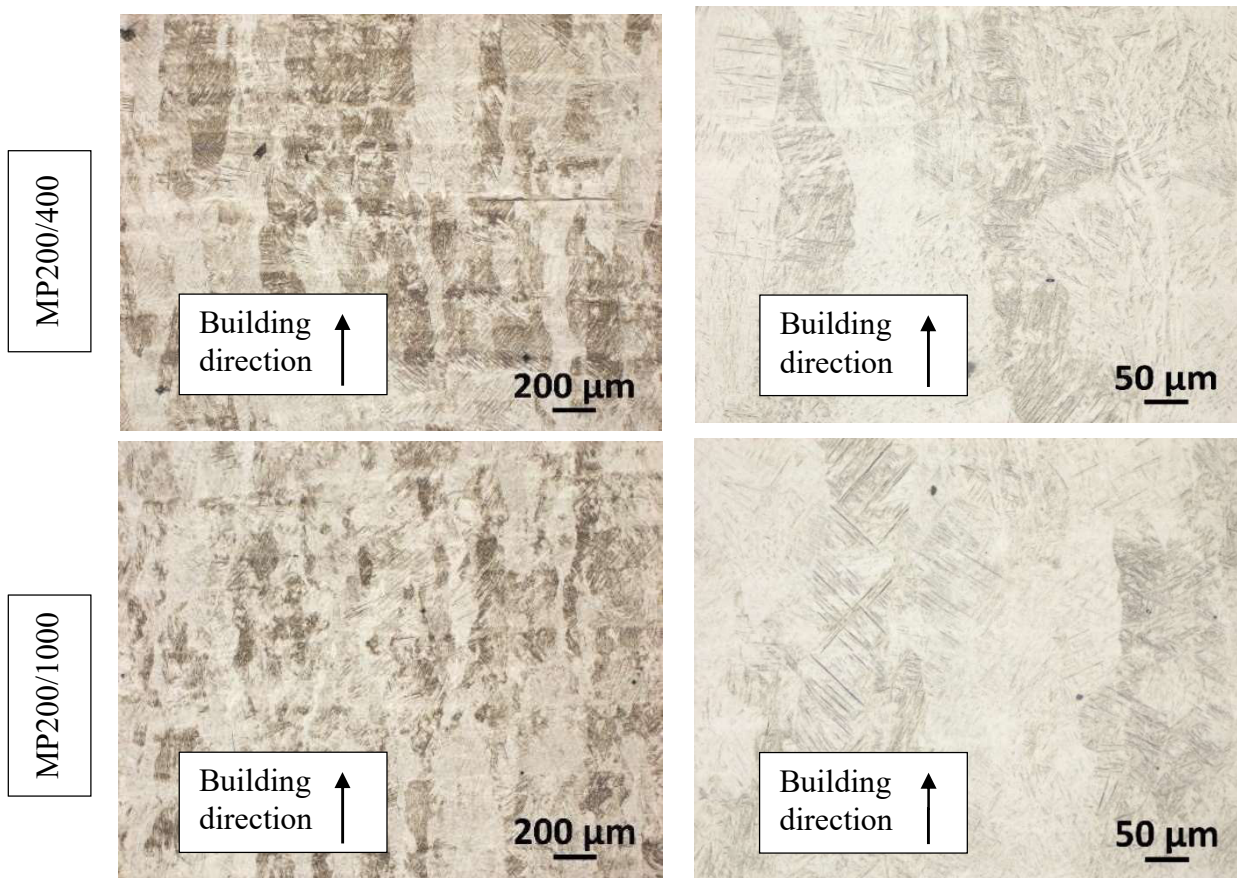 MP200/400
Building
direction
200 µm
Building
direction
50 µm
MP200/1000
Building
direction
200 µm
Building
direction
50 µm